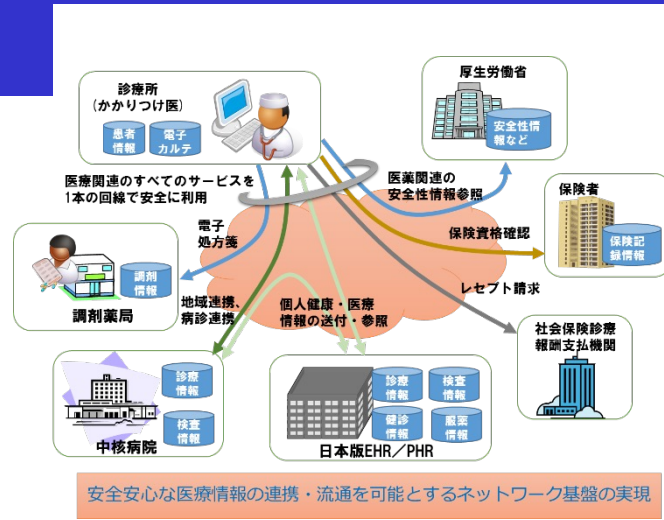 診療所
(かかりつけ医)
患者
情報
電子
カルテ
厚生労働省
安全性情
報など
医療関連のすべてのサービスを
1本の回線で安全に利用
医薬関連の
安全性情報参照
保険者
保険記
録情報
電子
処方箋
保険資格確認
調剤
情報
調剤薬局
地域連携、
病診連携
個人健康・医療
情報の送付・参照
レセプト請求
社会保険診療
報酬支払機関
診療
情報
検査
情報
中核病院
診療
情報
検査
情報
健診
情報
服薬
情報
日本版EHR/PHR
安全安心な医療情報の連携・流通を可能とするネットワーク基盤の実現